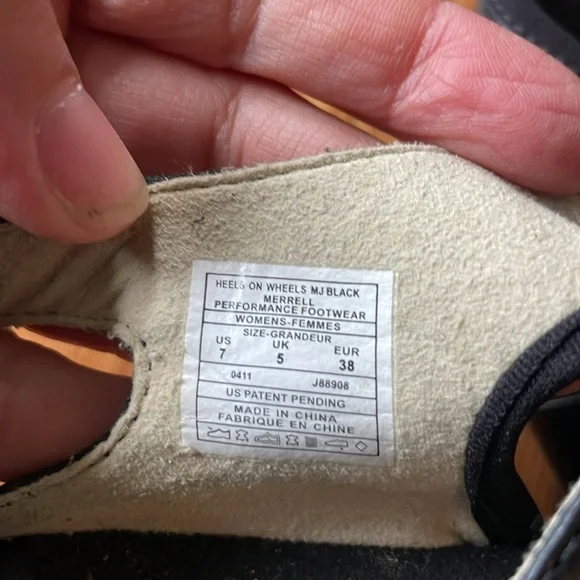 HEELS ON WHEELS MJ BLACK
MERRELL
PERFORMANCE FOOTWEAR
WOMENS-FEMMES
SIZE-GRANDEUR
US UK EUR
7 5 38
0411 J88908
US PATENT PENDING
MADE IN CHINA
FABRIQUE EN CHINE